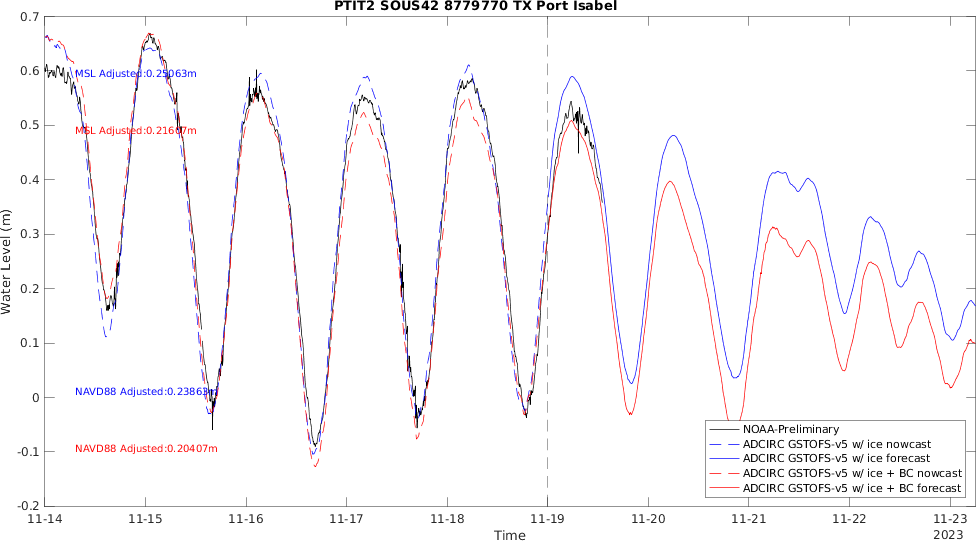 PTIT2 SOUS42 8779770 TX Port Isabel
0.7
0.6
0.5
0.4
0.3
0.2
0.1
0
-0.1
-0.2
Water Level (m)
MSL Adjusted:0.25063m
MSL Adjusted:0.21607m
NAVD88 Adjusted:0.23863m
NAVD88 Adjusted:0.20407m
NOAA-Preliminary
ADCIRC GSTOFS-v5 w/ ice nowcast
ADCIRC GSTOFS-v5 w/ ice forecast
ADCIRC GSTOFS-v5 w/ ice + BC nowcast
ADCIRC GSTOFS-v5 w/ ice + BC forecast
11-14 11-15 11-16 11-17 11-18 11-19 11-20 11-21 11-22 11-23
Time 2023